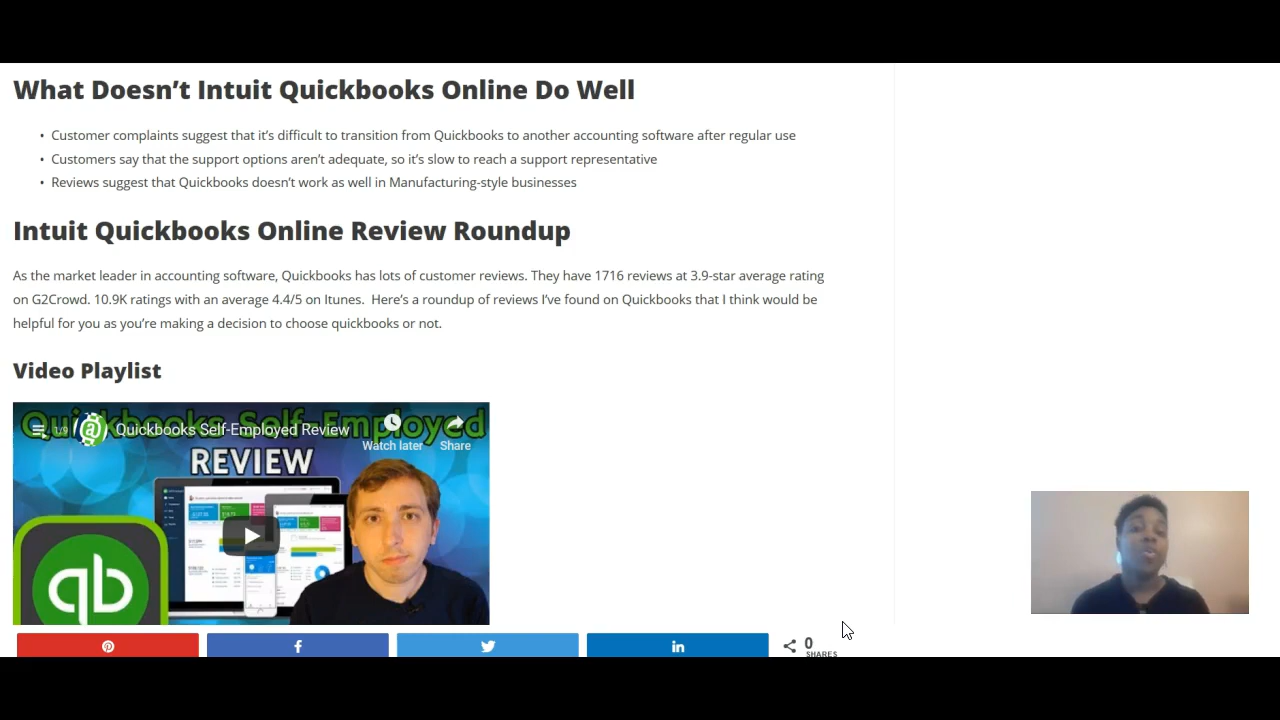 What Doesn’t Intuit Quickbooks Online Do Well
• Customer complaints suggest that it’s difficult to transition from Quickbooks to another accounting software after regular use
• Customers say that the support options aren’t adequate, so it’s slow to reach a support representative
• Reviews suggest that Quickbooks doesn’t work as well in Manufacturing-style businesses
Intuit Quickbooks Online Review Roundup
As the market leader in accounting software, Quickbooks has lots of customer reviews. They have 1716 reviews at 3.9-star average rating
on G2Crowd. 10.9K ratings with an average 4.4/5 on Itunes.  Here’s a roundup of reviews I’ve found on Quickbooks that I think would be
helpful for you as you’re making a decision to choose quickbooks or not.
Video Playlist
Quickbooks Self-Employed
1/9
Quickbooks Self-Employed Review
Watch later
Share
REVIEW
qb
0
SHARES